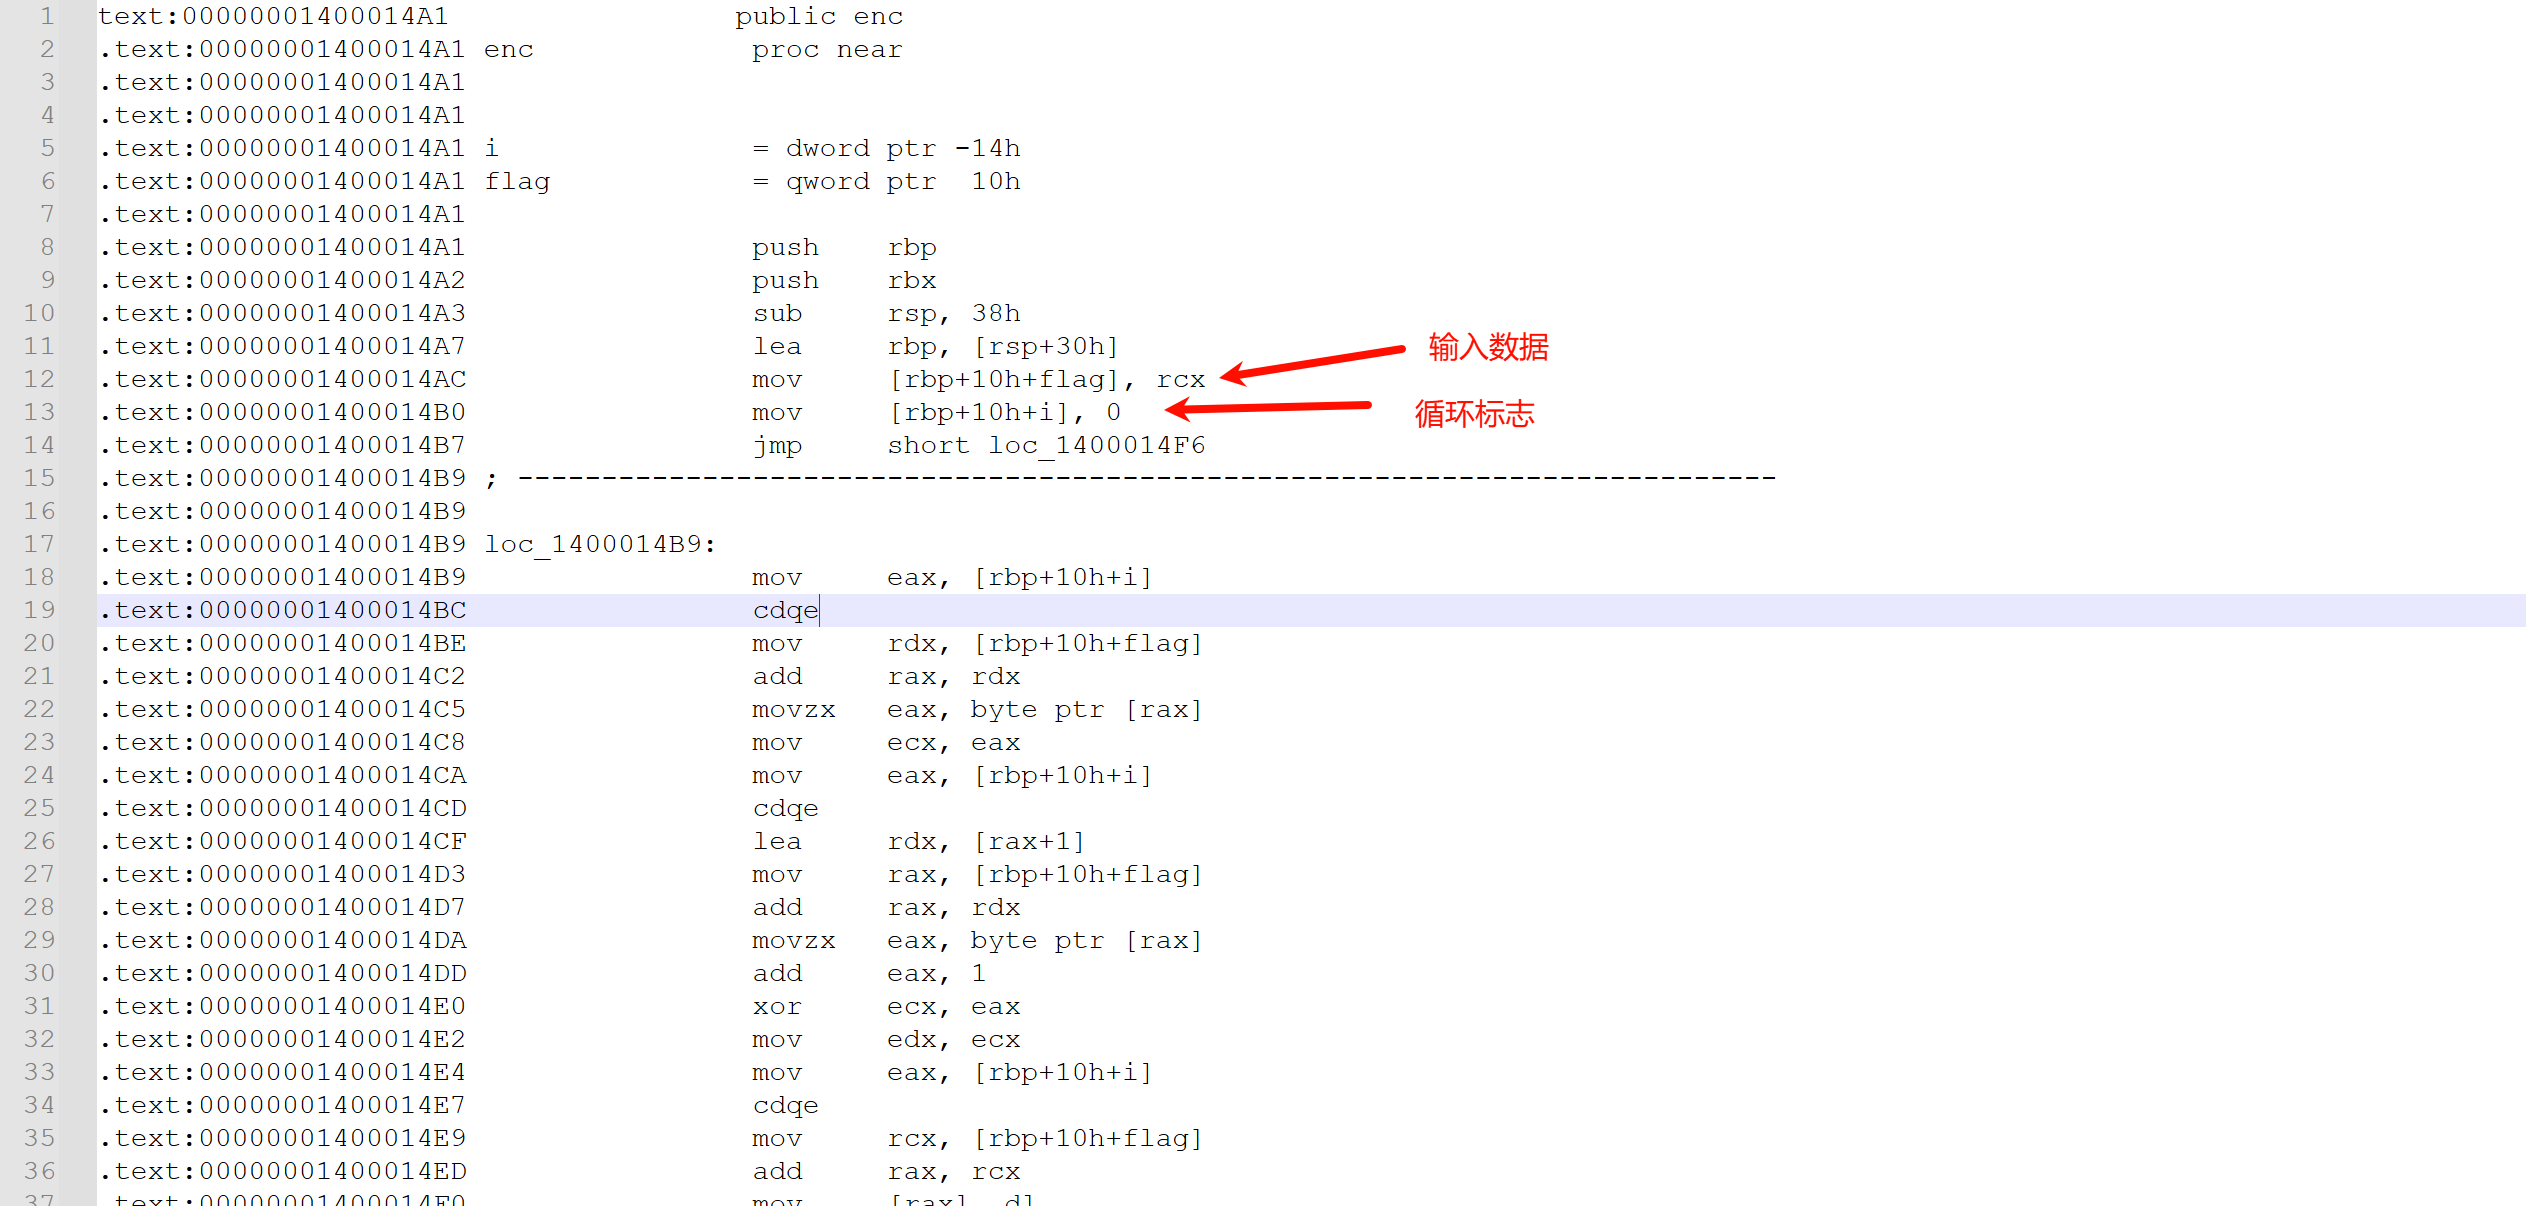 1 text:00000001400014A1 public enc
2 .text:00000001400014A1 enc proc near
3 .text:00000001400014A1
4 .text:00000001400014A1
5 .text:00000001400014A1 i = dword ptr -14h
6 .text:00000001400014A1 flag = qword ptr 10h
7 .text:00000001400014A1
8 .text:00000001400014A1 push rbp
9 .text:00000001400014A2 push rbx
10 .text:00000001400014A3 sub rsp, 38h
11 .text:00000001400014A7 lea rbp, [rsp+30h] 输入数据
12 .text:00000001400014AC mov [rbp+10h+flag], rcx
13 .text:00000001400014B0 mov [rbp+10h+i], 0 循环标志
14 .text:00000001400014B7 jmp short loc_1400014F6
15 .text:00000001400014B9 ; ---------------------------------------------------------------------------
16 .text:00000001400014B9
17 .text:00000001400014B9 loc_1400014B9:
18 .text:00000001400014B9 mov eax, [rbp+10h+i]
19 .text:00000001400014BC cdqe
20 .text:00000001400014BE mov rdx, [rbp+10h+flag]
21 .text:00000001400014C2 add rax, rdx
22 .text:00000001400014C5 movzx eax, byte ptr [rax]
23 .text:00000001400014C8 mov ecx, eax
24 .text:00000001400014CA mov eax, [rbp+10h+i]
25 .text:00000001400014CD cdqe
26 .text:00000001400014CF lea rdx, [rax+1]
27 .text:00000001400014D3 mov rax, [rbp+10h+flag]
28 .text:00000001400014D7 add rax, rdx
29 .text:00000001400014DA movzx eax, byte ptr [rax]
30 .text:00000001400014DD add eax, 1
31 .text:00000001400014E0 xor ecx, eax
32 .text:00000001400014E2 mov edx, ecx
33 .text:00000001400014E4 mov eax, [rbp+10h+i]
34 .text:00000001400014E7 cdqe
35 .text:00000001400014E9 mov rcx, [rbp+10h+flag]
36 .text:00000001400014ED add rax, rcx
37 .text:00000001400014F0 mov [rax], dl